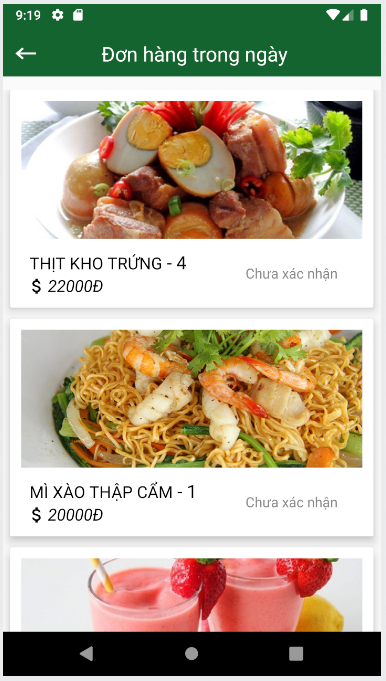 9:19
Đơn hàng trong ngày
THỊT KHO TRỨNG - 4
Chưa xác nhận
$ 22000Đ
MÌ XÀO THẬP CẨM - 1
Chưa xác nhận
$ 20000Đ